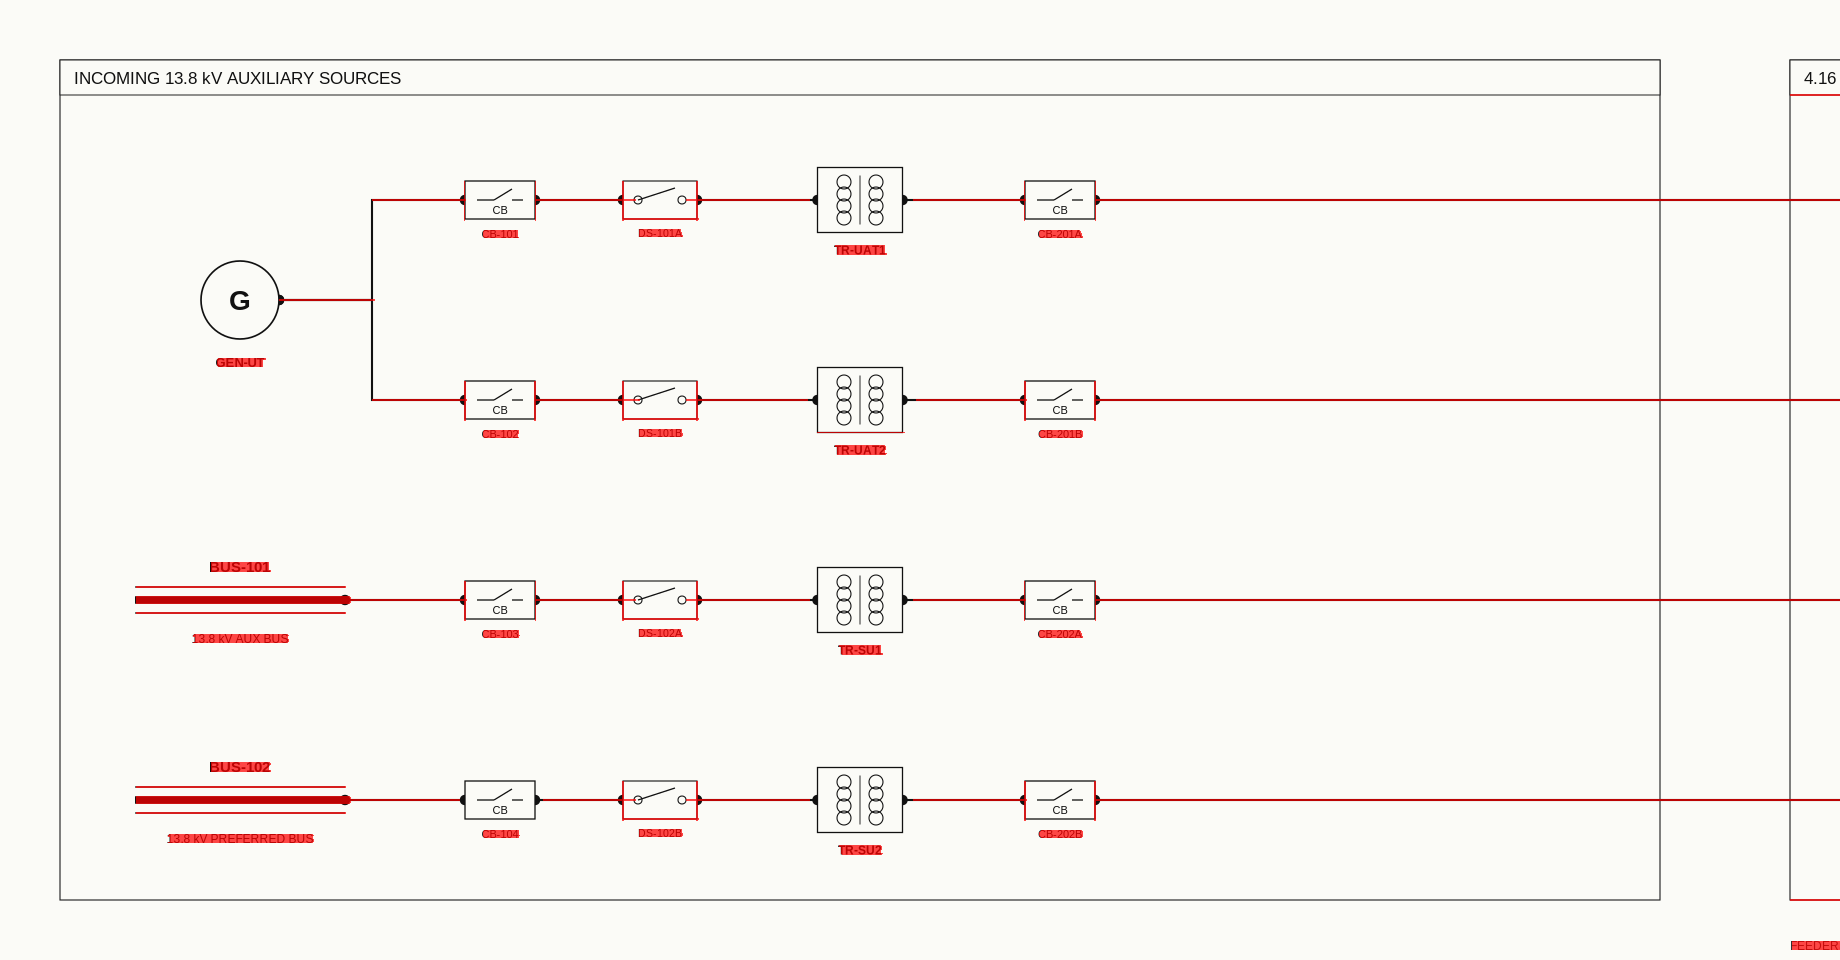 INCOMING 13.8 kV AUXILIARY SOURCES
4.16
CB
CB
CB-101
DS-101A
CB-201A
TR-UAT1
G
GEN-UT
CB
CB
CB-102
DS-101B
CB-201B
TR-UAT2
BUS-101
CB
CB
13.8 kV AUX BUS
CB-103
DS-102A
CB-202A
TR-SU1
BUS-102
CB
CB
13.8 kV PREFERRED BUS
CB-104
DS-102B
CB-202B
TR-SU2
FEEDER